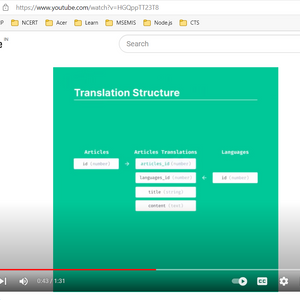 https://www.youtube.com/watch?v=HGQppTT23T8
NCERT Acer Learn MSEMIS Node.js CTS
IN
Search
Translation Structure
Articles Articles Translations Languages
id (number) articles_id (number)
languages_id (number) id (number)
title (string)
content (text)
0:43 / 1:31
CC